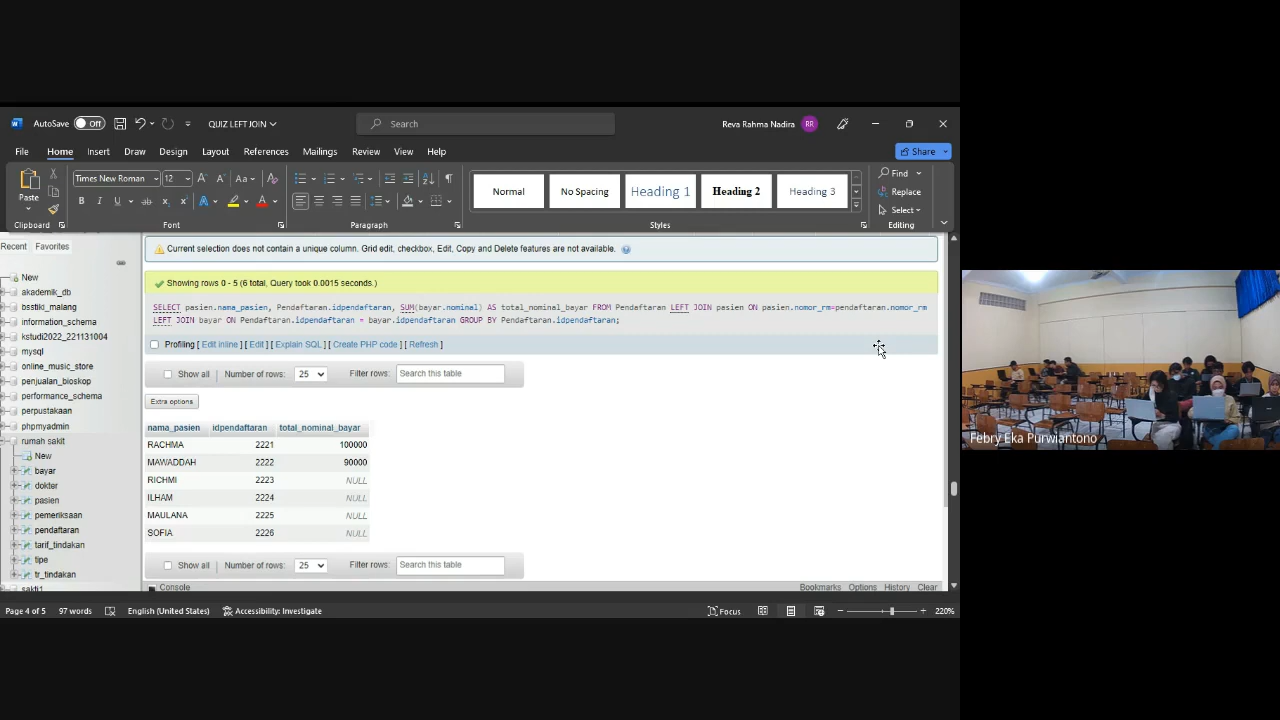 AutoSave Off QUIZ LEFT JOIN Search Reva Rahma Nadira RR
File Home Insert Draw Design Layout References Mailings Review View Help Share
Paste Times New Roman 12 Normal No Spacing Heading 1 Heading 2 Heading 3 Find
Replace
Select
Clipboard Font Paragraph Styles Editing
Recent Favorites
New
akademik_db
bsstiki_malang
information_schema
kstudi2022_221131004
mysql
online_music_store
penjualan_bioskop
performance_schema
perpustakaan
phpmyadmin
rumah sakit
New
bayar
dokter
pasien
pemeriksaan
pendaftaran
tarif_tindakan
tipe
tr_tindakan
sakit1
Current selection does not contain a unique column. Grid edit, checkbox, Edit, Copy and Delete features are not available.
Showing rows 0 - 5 (6 total, Query took 0.0015 seconds.)
SELECT pasien.nama_pasien, Pendaftaran.idpendaftaran, SUM(bayar.nominal) AS total_nominal_bayar FROM Pendaftaran LEFT JOIN pasien ON pasien.nomor_rm=pendaftaran.nomor_rm
LEFT JOIN bayar ON Pendaftaran.idpendaftaran = bayar.idpendaftaran GROUP BY Pendaftaran.idpendaftaran;
Profiling [ Edit inline ] [ Edit ] [ Explain SQL ] [ Create PHP code ] [ Refresh ]
Show all Number of rows: 25 Filter rows: Search this table
Extra options
nama_pasien idpendaftaran total_nominal_bayar
RACHMA 2221 100000
MAWADDAH 2222 90000
RICHMI 2223 NULL
ILHAM 2224 NULL
MAULANA 2225 NULL
SOFIA 2226 NULL
Show all Number of rows: 25 Filter rows: Search this table
Console Bookmarks Options History Clear
Page 4 of 5 97 words English (United States) Accessibility: Investigate Focus 220%
Febry Eka Purwiantono